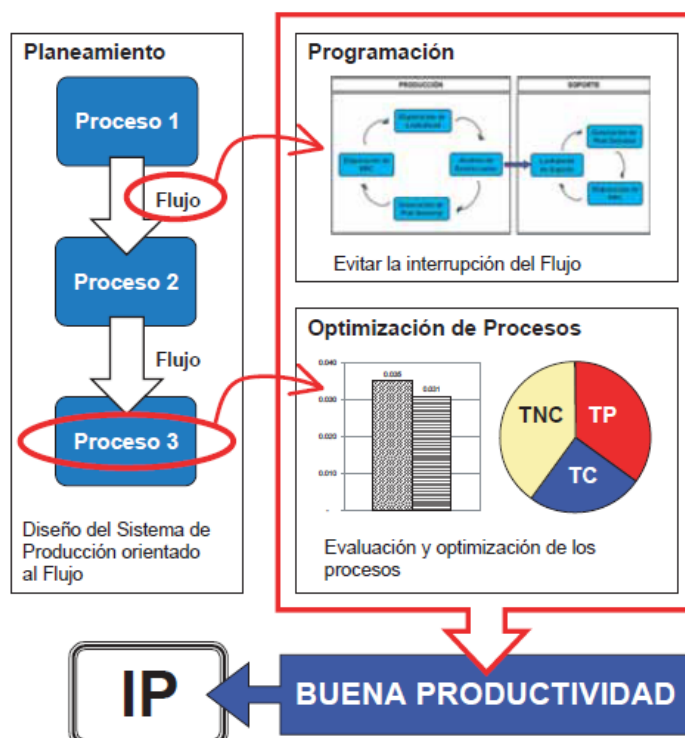 Planeamiento
Proceso 1
Flujo
Proceso 2
Flujo
Proceso 3
Diseño del Sistema de
Producción orientado
al Flujo
Programación
PRODUCCIÓN
SOPORTE
Evitar la interrupción del Flujo
Optimización de Procesos
0.040
0.030
0.020
0.010
-
0.035
0.031
TNC
TP
TC
Evaluación y optimización de los
procesos
IP
BUENA PRODUCTIVIDAD